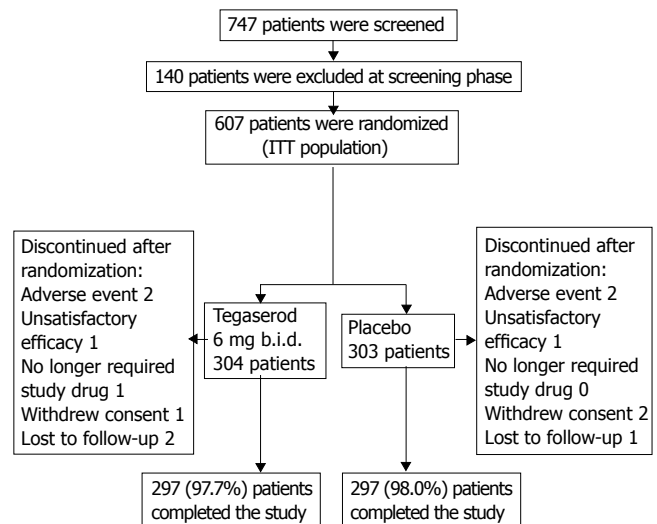 747 patients were screened
140 patients were excluded at screening phase
607 patients were randomized
(ITT population)
Discontinued after
randomization:
Adverse event 2
Unsatisfactory
efficacy 1
No longer required
study drug 1
Withdrew consent 1
Lost to follow-up 2
Tegaserod
6 mg b.i.d.
304 patients
Placebo
303 patients
Discontinued after
randomization:
Adverse event 2
Unsatisfactory
efficacy 1
No longer required
study drug 0
Withdrew consent 2
Lost to follow-up 1
297 (97.7%) patients
completed the study
297 (98.0%) patients
completed the study